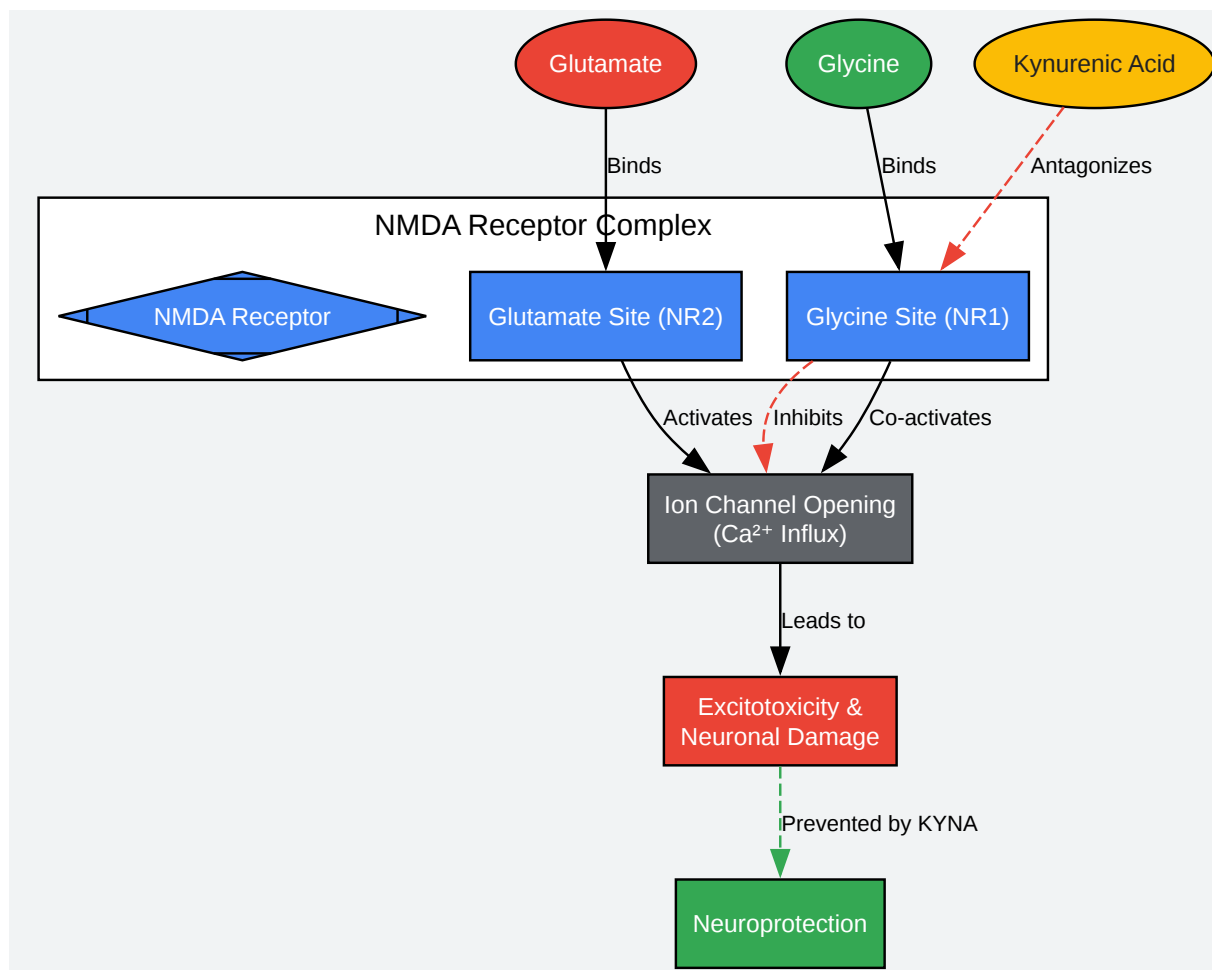 Glutamate
Glycine
Kynurenic Acid
Binds
Binds
Antagonizes
NMDA Receptor Complex
NMDA Receptor
Glutamate Site (NR2)
Glycine Site (NR1)
Activates
Inhibits
Co-activates
Ion Channel Opening
(Ca²⁺ Influx)
Leads to
Excitotoxicity &
Neuronal Damage
Prevented by KYNA
Neuroprotection